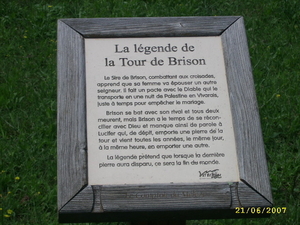 La légende de
la Tour de Brison
Le Sire de Brison, combattant aux croisades,
apprend que sa femme va épouser un autre
seigneur. Il fait un pacte avec le Diable qui le
transporte en une nuit de Palestine en Vivarais,
juste à temps pour empêcher le mariage.
Brison se bat avec son rival et tous deux
meurent, mais Brison a le temps de se récon-
cilier avec Dieu et manque ainsi de parole à
Lucifer qui, de dépit, emporte une pierre de la
tour et vient toutes les années, le même jour,
à la même heure, en emporter une autre.
La légende prétend que lorsque la dernière
pierre aura disparu, ce sera la fin du monde.
21/06/2007